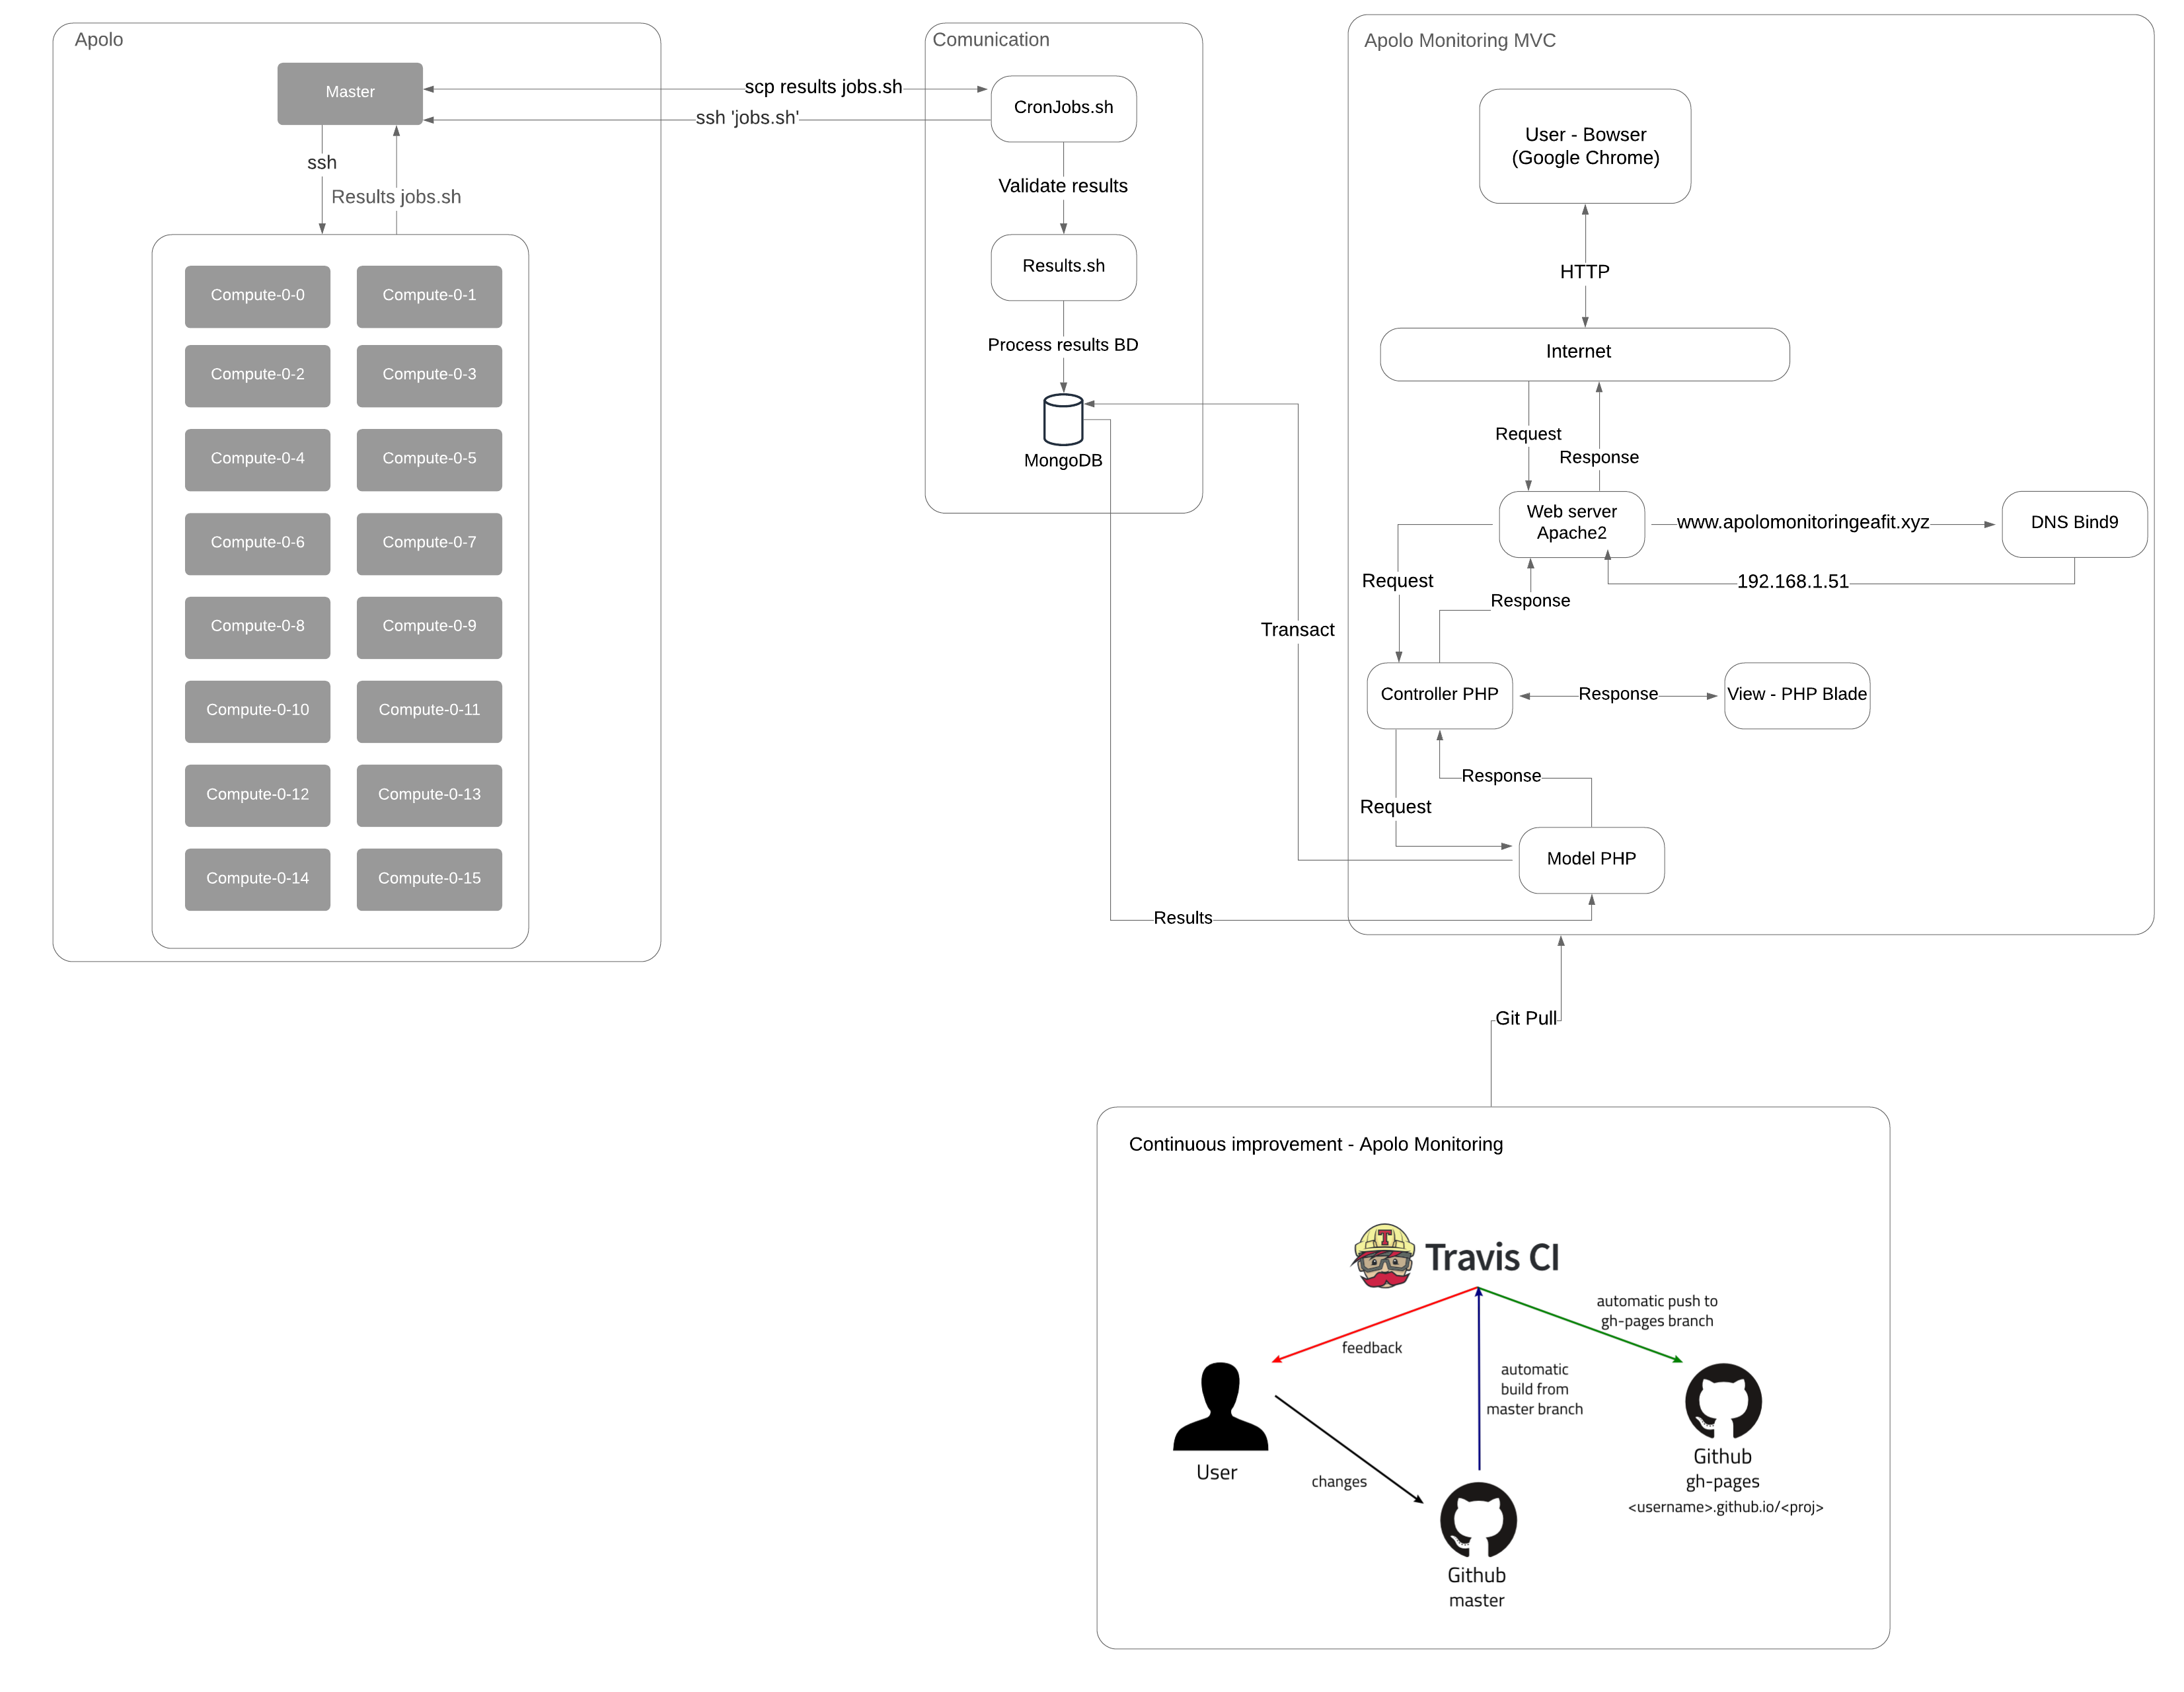 Apolo
Master
ssh
Results jobs.sh
Compute-0-0
Compute-0-1
Compute-0-2
Compute-0-3
Compute-0-4
Compute-0-5
Compute-0-6
Compute-0-7
Compute-0-8
Compute-0-9
Compute-0-10
Compute-0-11
Compute-0-12
Compute-0-13
Compute-0-14
Compute-0-15
scp results jobs.sh
ssh 'jobs.sh'
Comunication
CronJobs.sh
Validate results
Results.sh
Process results BD
MongoDB
Transact
Results
Apolo Monitoring MVC
User - Bowser
(Google Chrome)
HTTP
Internet
Request
Response
Web server
Apache2
www.apolomonitoringeafit.xyz
DNS Bind9
192.168.1.51
Request
Response
Controller PHP
Response
View - PHP Blade
Response
Request
Model PHP
Git Pull
Continuous improvement - Apolo Monitoring
T
Travis CI
automatic push to
gh-pages branch
feedback
automatic
build from
master branch
User
changes
Github
gh-pages
<username>.github.io/<proj>
Github
master